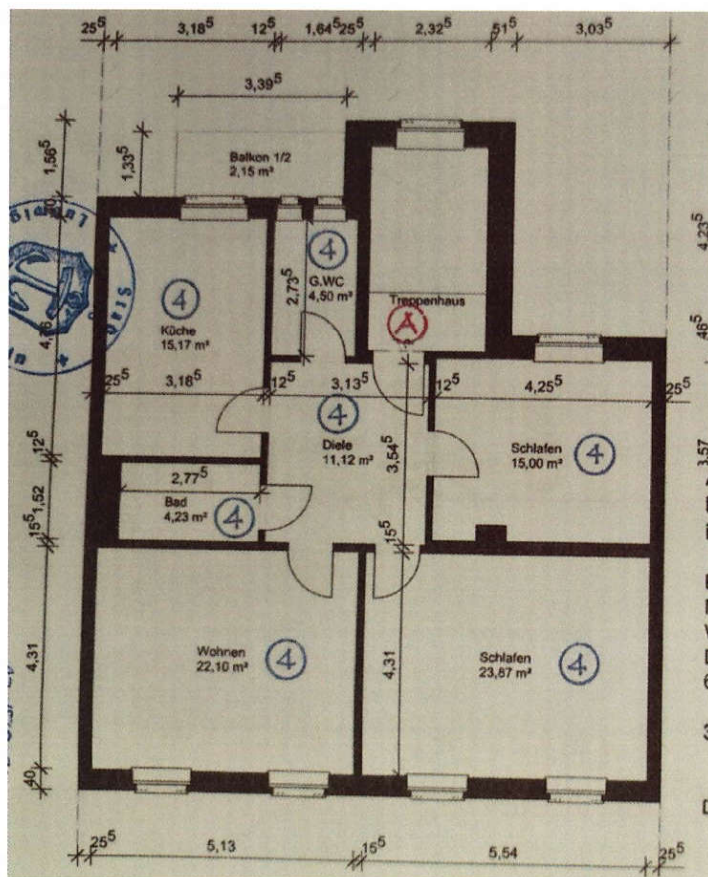 25⁵ 3,18⁵ 12⁵ 1,64⁵ 25⁵ 2,32⁵ 51⁵ 3,03⁵
3,39⁵
1,56⁵
1,33⁵
Balkon 1/2
2,15 m²
4
G.WC
4,50 m²
2,73⁵
4,23⁵
Treppenhaus
A
4
Küche
15,17 m²
4,76
25⁵ 3,18⁵ 12⁵ 3,13⁵ 12⁵ 4,25⁵ 25⁵
4
Diele
11,12 m²
3,54⁵
Schlafen
15,00 m²
4
3,57
12⁵
1,52
15⁵
2,77⁵
Bad
4,23 m²
4
15⁵
Wohnen
22,10 m²
4
4,31
4,31
Schlafen
23,87 m²
4
40
25⁵ 5,13 15⁵ 5,54 25⁵